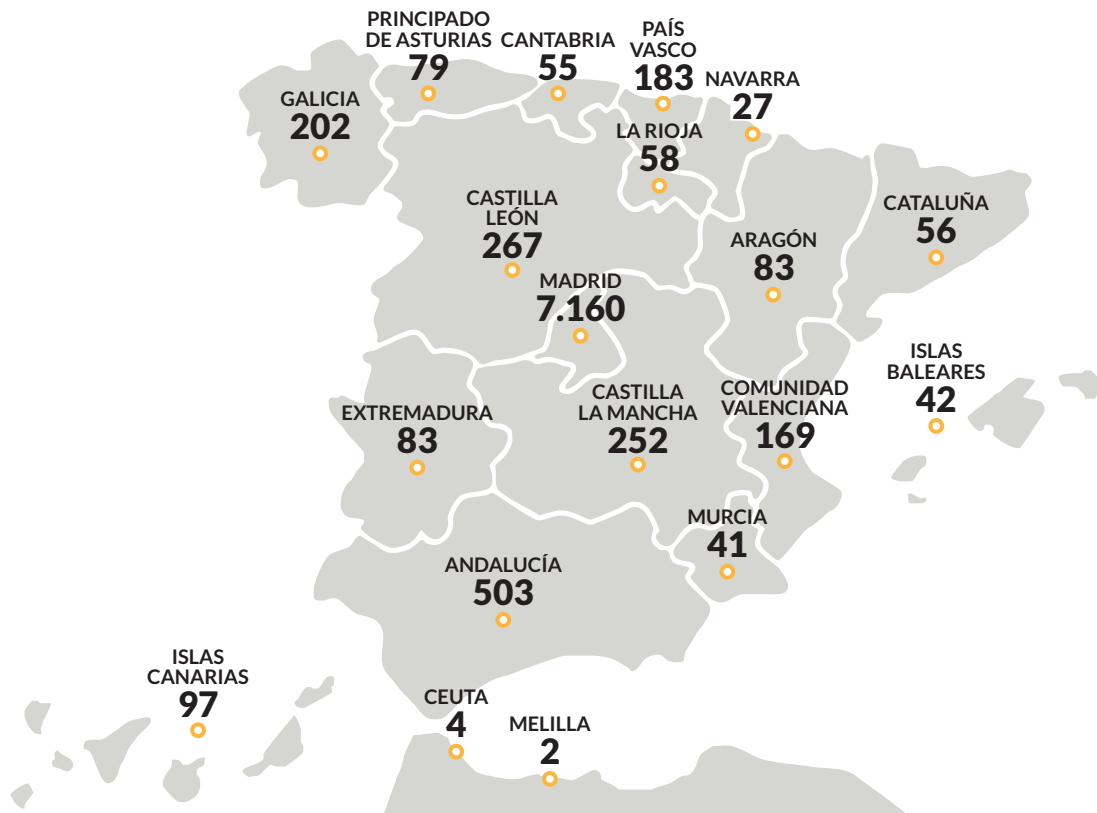 PRINCIPADO
DE ASTURIAS
79
CANTABRIA
55
PAÍS
VASCO
183
NAVARRA
27
GALICIA
202
LA RIOJA
58
CASTILLA
LEÓN
267
CATALUÑA
56
ARAGÓN
83
MADRID
7.160
ISLAS
BALEARES
42
EXTREMADURA
83
CASTILLA
LA MANCHA
252
COMUNIDAD
VALENCIANA
169
MURCIA
41
ANDALUCÍA
503
ISLAS
CANARIAS
97
CEUTA
4
MELILLA
2